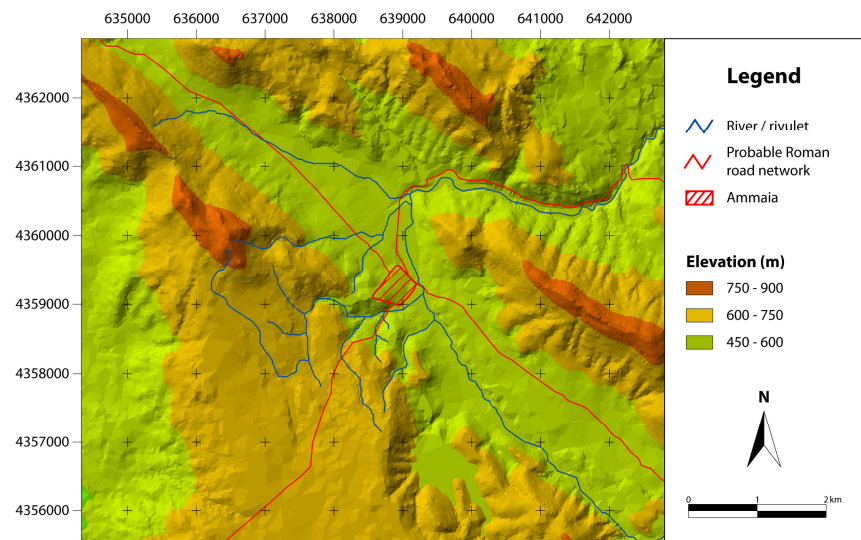 635000 636000 637000 638000 639000 640000 641000 642000
4362000
4361000
4360000
4359000
4358000
4357000
4356000
Legend
River / rivulet
Probable Roman
road network
Ammaia
Elevation (m)
750 - 900
600 - 750
450 - 600
N
0 1 2 km